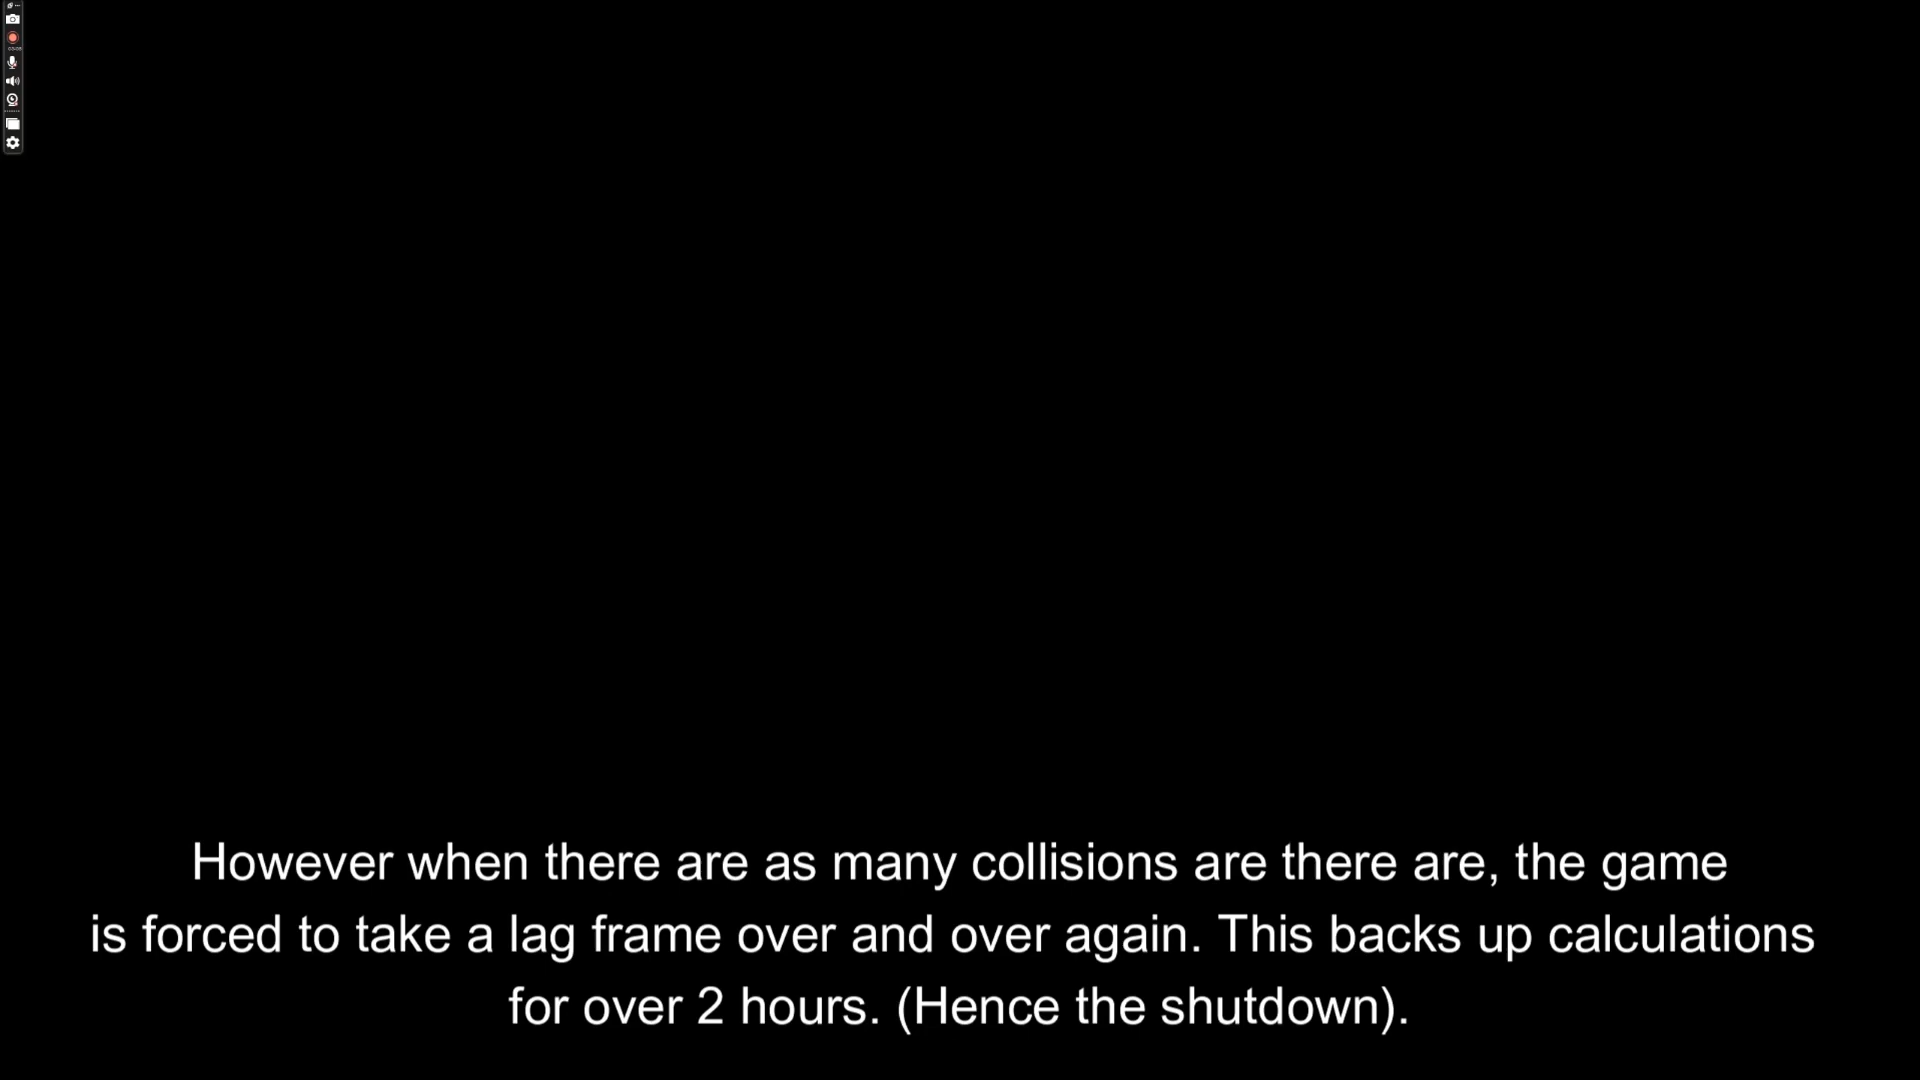 However when there are as many collisions are there are, the game
is forced to take a lag frame over and over again. This backs up calculations
for over 2 hours. (Hence the shutdown).